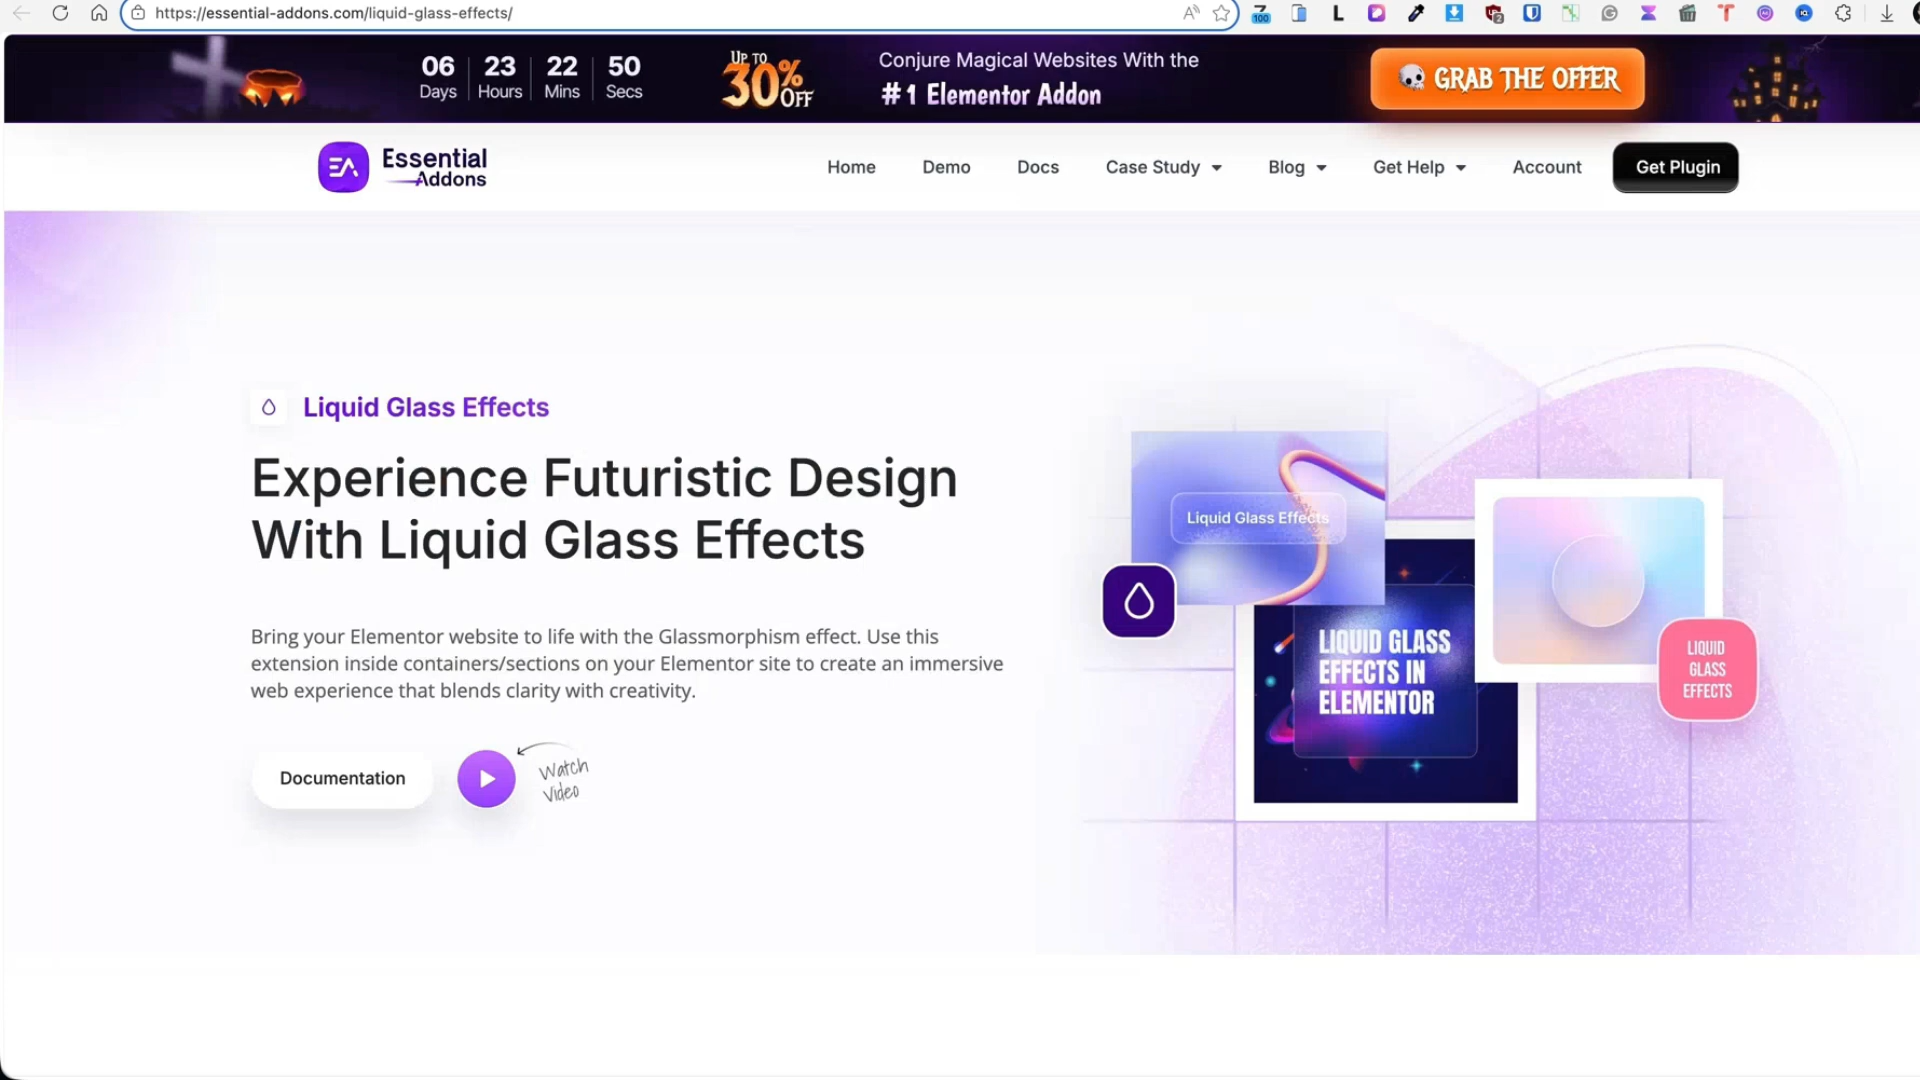 https://essential-addons.com/liquid-glass-effects/
06 Days 23 Hours 22 Mins 50 Secs
UP TO 30% OFF
Conjure Magical Websites With the
#1 Elementor Addon
GRAB THE OFFER
EA Essential Addons
Home Demo Docs Case Study Blog Get Help Account Get Plugin
Liquid Glass Effects
Experience Futuristic Design
With Liquid Glass Effects
Bring your Elementor website to life with the Glassmorphism effect. Use this
extension inside containers/sections on your Elementor site to create an immersive
web experience that blends clarity with creativity.
Documentation
Watch
Video
Liquid Glass Effects
LIQUID GLASS
EFFECTS IN
ELEMENTOR
LIQUID
GLASS
EFFECTS